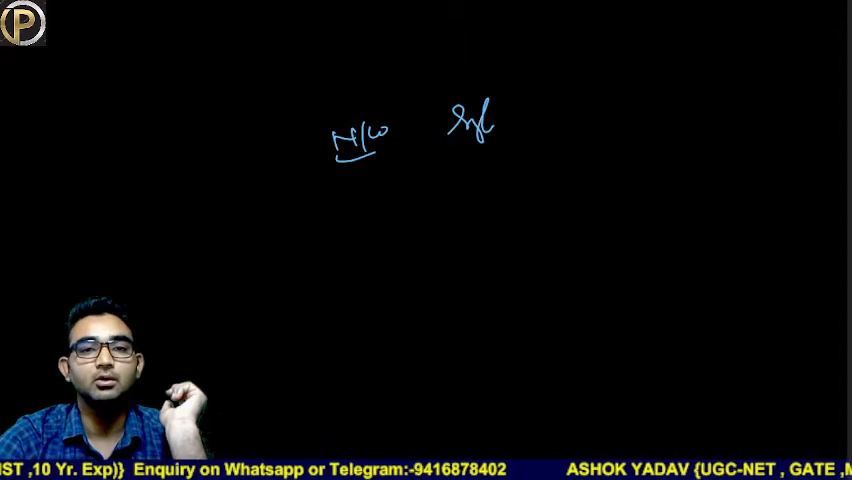 P
N/w
IST ,10 Yr. Exp)} Enquiry on Whatsapp or Telegram:-9416878402 ASHOK YADAV {UGC-NET , GATE ,M